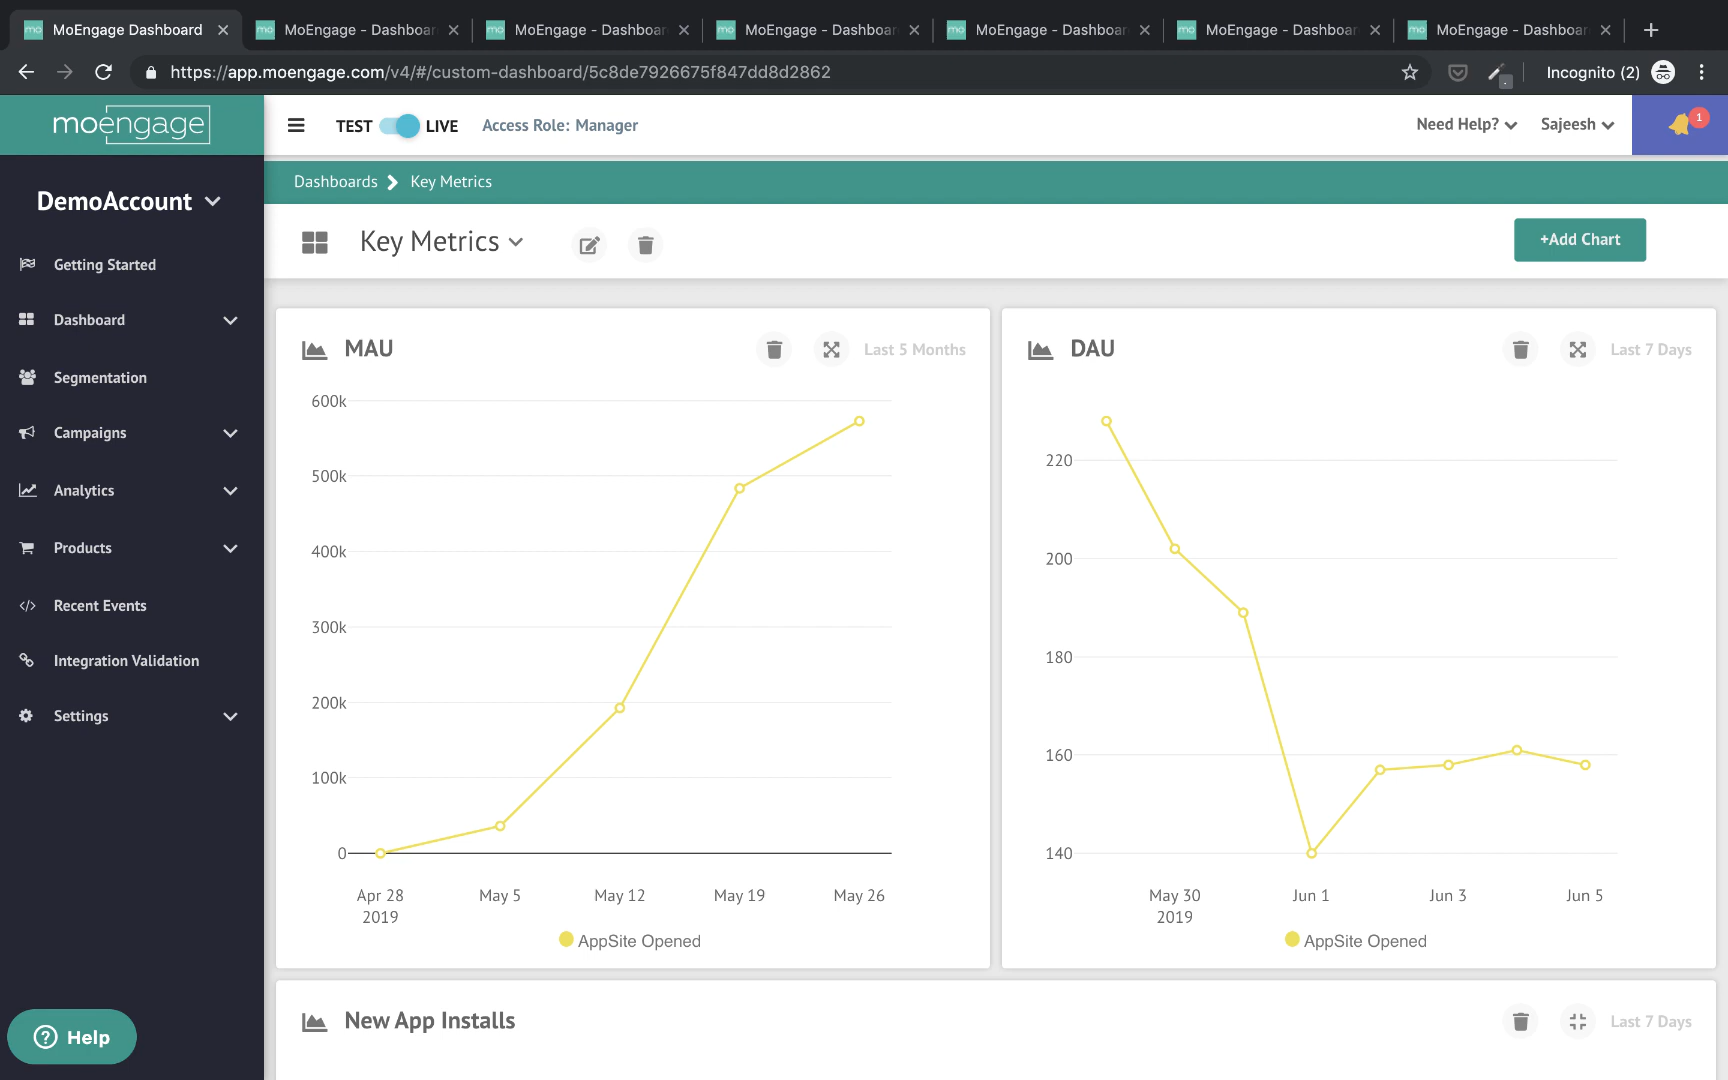 MoEngage Dashboard
MoEngage - Dashboar
MoEngage - Dashboar
MoEngage - Dashboar
MoEngage - Dashboar
MoEngage - Dashboar
MoEngage - Dashboar
https://app.moengage.com/v4/#/custom-dashboard/5c8de7926675f847dd8d2862
Incognito (2)
moengage
TEST LIVE Access Role: Manager
Need Help? Sajeesh 1
Dashboards Key Metrics
DemoAccount
Getting Started
Dashboard
Segmentation
Campaigns
Analytics
Products
Recent Events
Integration Validation
Settings
Help
Key Metrics
+Add Chart
MAU
Last 5 Months
600k
500k
400k
300k
200k
100k
0
Apr 28 May 5 May 12 May 19 May 26
2019
AppSite Opened
DAU
Last 7 Days
220
200
180
160
140
May 30 Jun 1 Jun 3 Jun 5
2019
AppSite Opened
New App Installs
Last 7 Days